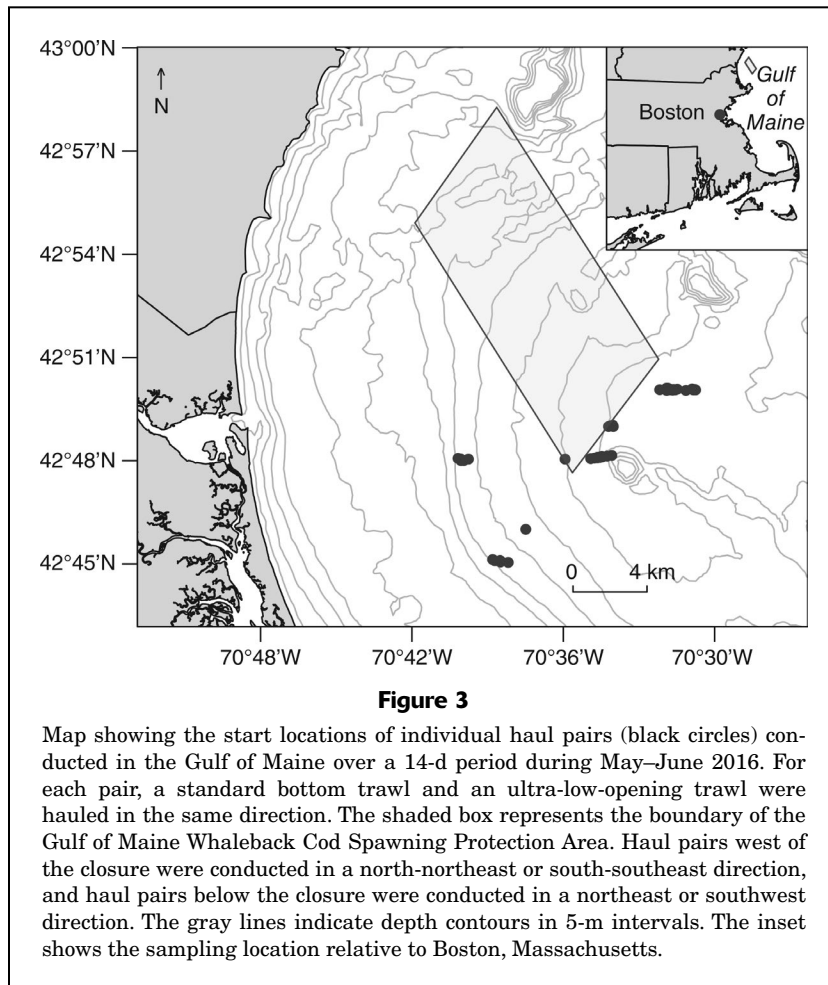 43°00'N
42°57'N
42°54'N
42°51'N
42°48'N
42°45'N
N
Boston
Gulf
of
Maine
0 4 km
70°48'W 70°42'W 70°36'W 70°30'W
Figure 3
Map showing the start locations of individual haul pairs (black circles) con-
ducted in the Gulf of Maine over a 14-d period during May–June 2016. For
each pair, a standard bottom trawl and an ultra-low-opening trawl were
hauled in the same direction. The shaded box represents the boundary of the
Gulf of Maine Whaleback Cod Spawning Protection Area. Haul pairs west of
the closure were conducted in a north-northeast or south-southeast direction,
and haul pairs below the closure were conducted in a northeast or southwest
direction. The gray lines indicate depth contours in 5-m intervals. The inset
shows the sampling location relative to Boston, Massachusetts.